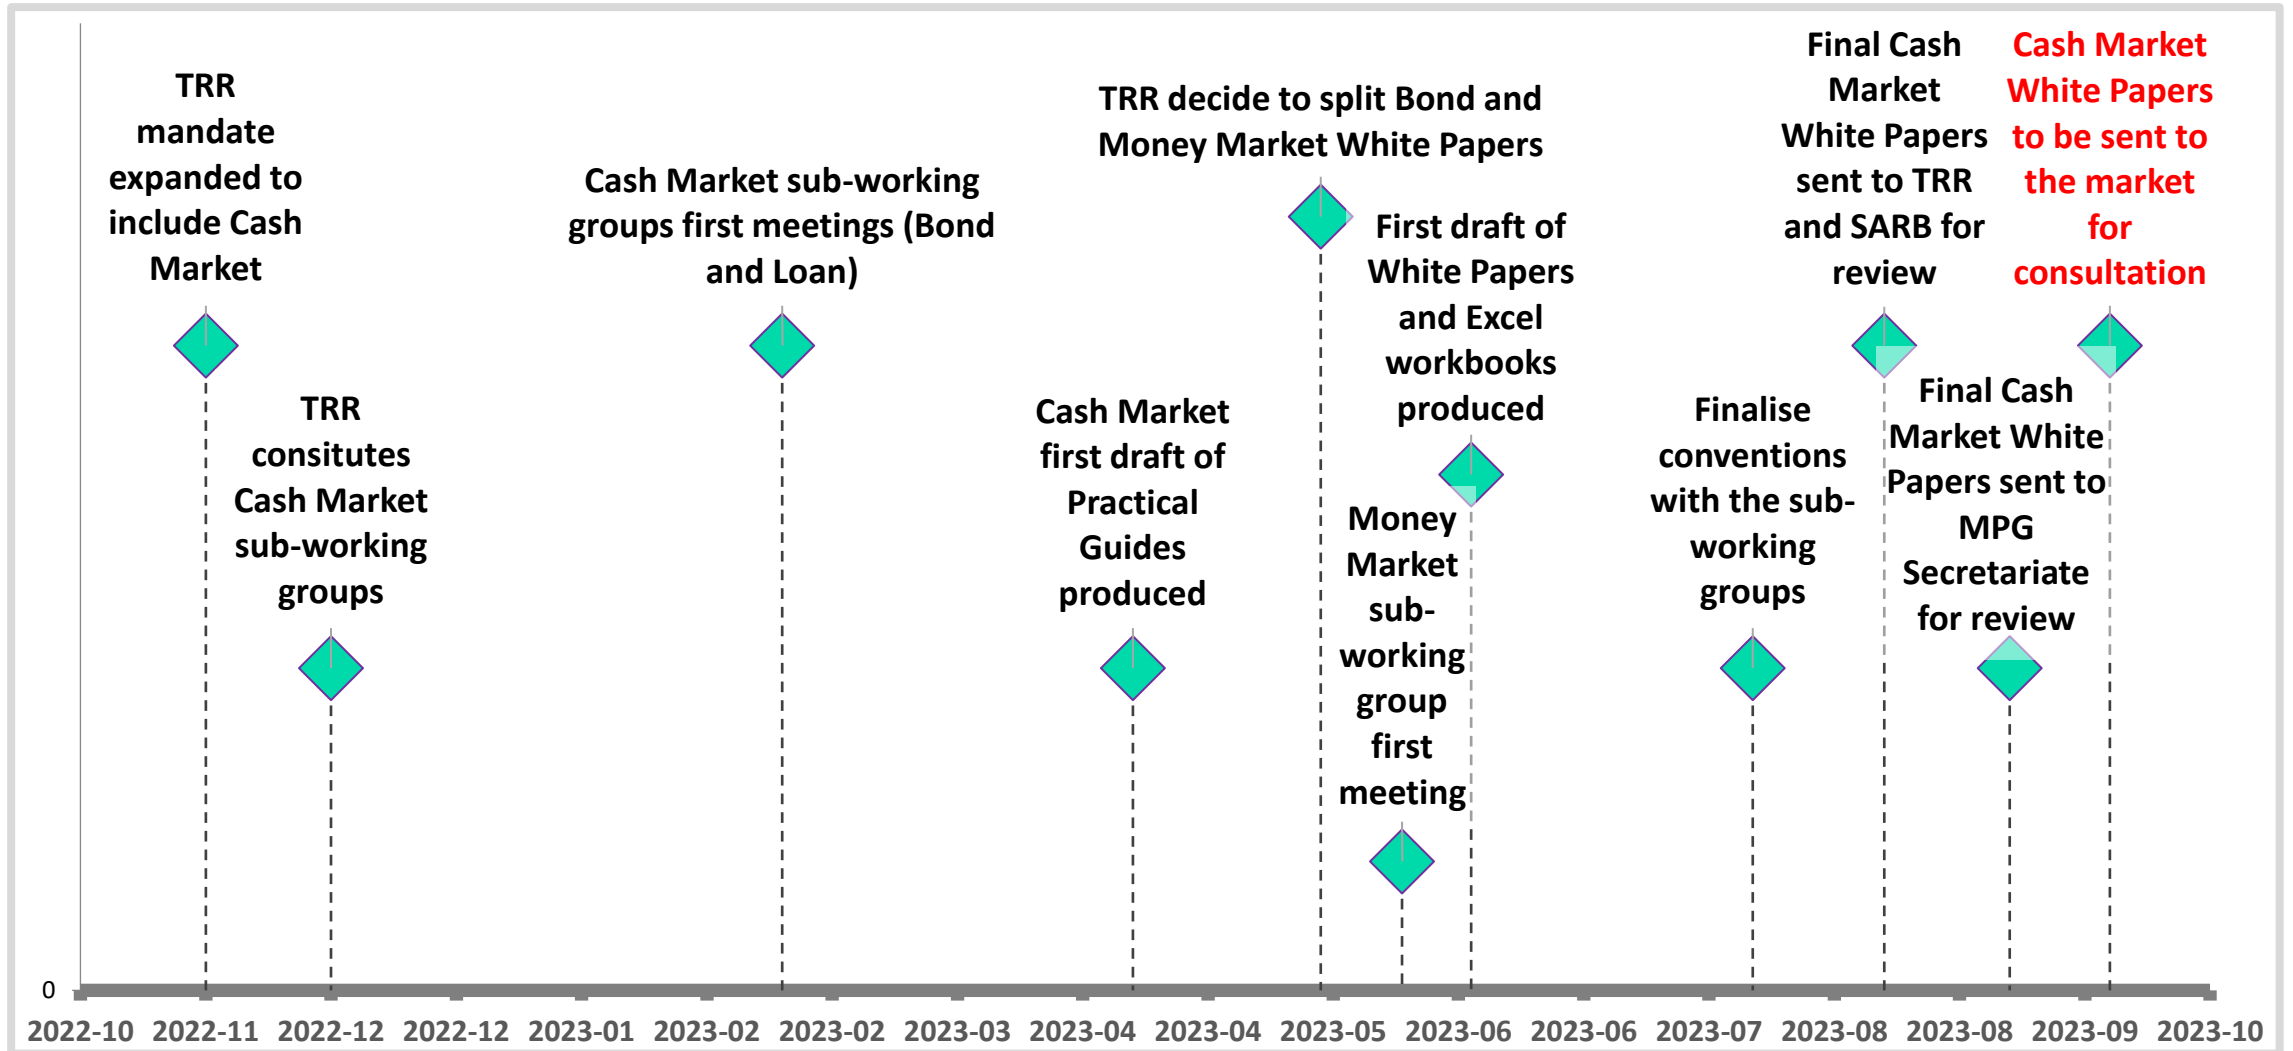 TRR
mandate
expanded to
include Cash
Market
TRR
consitutes
Cash Market
sub-working
groups
Cash Market sub-working
groups first meetings (Bond
and Loan)
Cash Market
first draft of
Practical
Guides
produced
TRR decide to split Bond and
Money Market White Papers
Money
Market
sub-
working
group
first
meeting
First draft of
White Papers
and Excel
workbooks
produced
Finalise
conventions
with the sub-
working
groups
Final Cash
Market
White Papers
sent to TRR
and SARB for
review
Final Cash
Market White
Papers sent to
MPG
Secretariate
for review
Cash Market
White Papers
to be sent to
the market
for
consultation
0
2022-10 2022-11 2022-12 2022-12 2023-01 2023-02 2023-02 2023-03 2023-04 2023-04 2023-05 2023-06 2023-06 2023-07 2023-08 2023-08 2023-09 2023-10